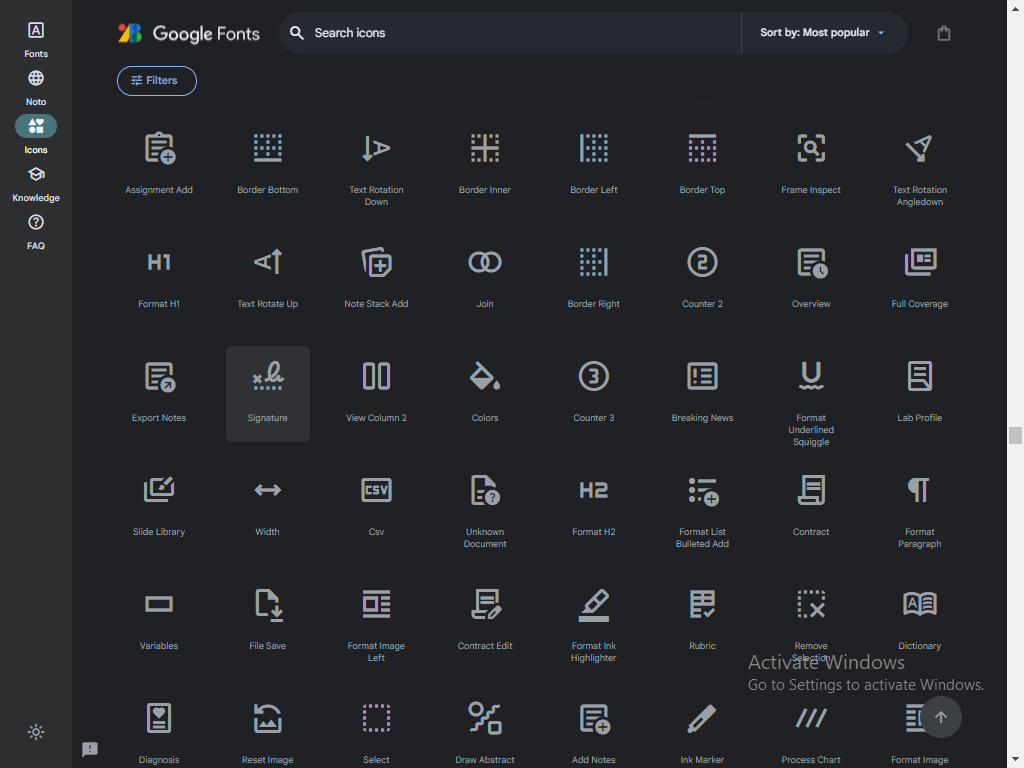 Fonts
Noto
Icons
Knowledge
FAQ
Google Fonts
Search icons
Sort by: Most popular
Filters
Assignment Add
Border Bottom
Text Rotation
Down
Border Inner
Border Left
Border Top
Frame Inspect
Text Rotation
Angledown
H1
Format H1
Text Rotate Up
Note Stack Add
Join
Border Right
2
Counter 2
Overview
Full Coverage
Export Notes
Signature
View Column 2
Colors
3
Counter 3
Breaking News
Format
Underlined
Squiggle
Lab Profile
Slide Library
Width
CSV
Csv
Unknown
Document
H2
Format H2
Format List
Bulleted Add
Contract
Format
Paragraph
Variables
File Save
Format Image
Left
Contract Edit
Format Ink
Highlighter
Rubric
Remove
Selection
Dictionary
Activate Windows
Go to Settings to activate Windows.
Diagnosis
Reset Image
Select
Draw Abstract
Add Notes
Ink Marker
Process Chart
Format Image